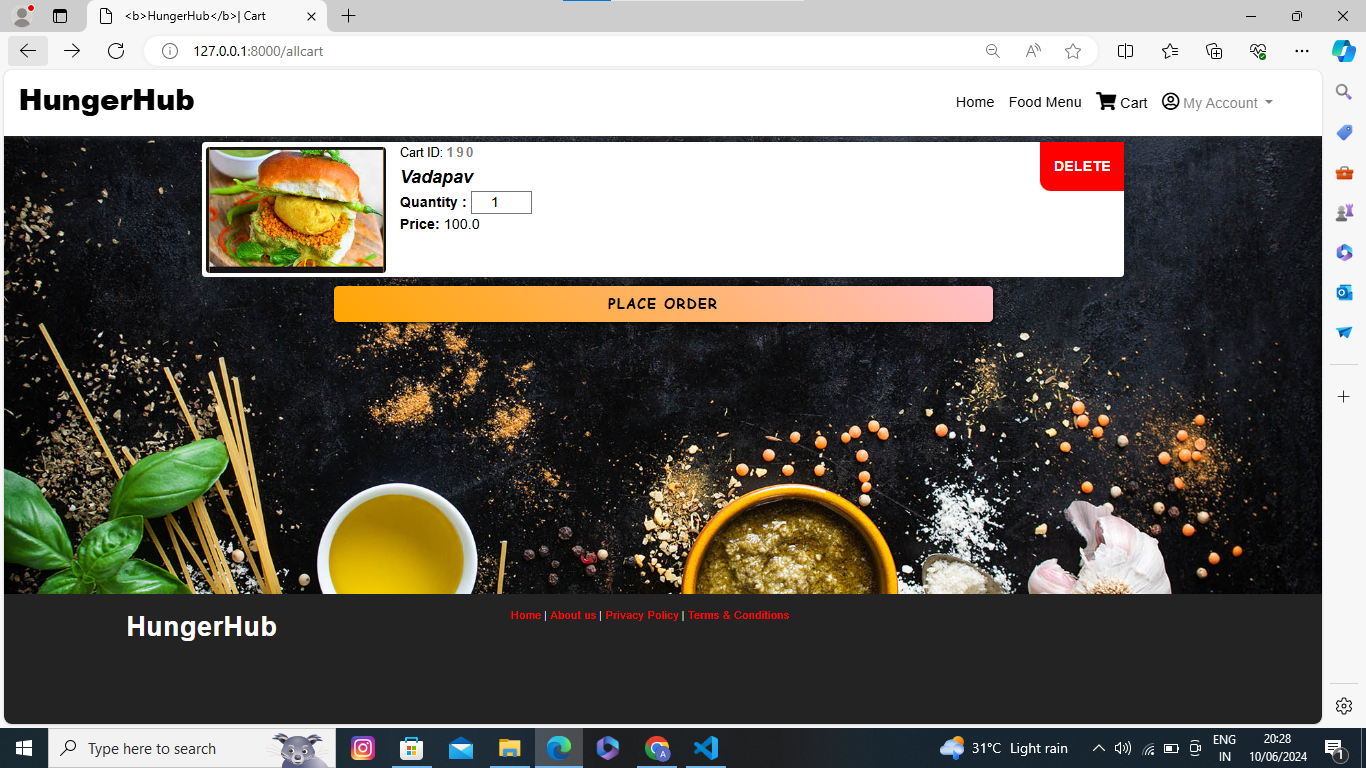 <b>HungerHub</b>| Cart
127.0.0.1:8000/allcart
HungerHub
Home Food Menu Cart My Account
Cart ID: 190
DELETE
Vadapav
Quantity : 1
Price: 100.0
PLACE ORDER
HungerHub
Home | About us | Privacy Policy | Terms & Conditions
Type here to search
31°C Light rain
ENG
IN
20:28
10/06/2024
1